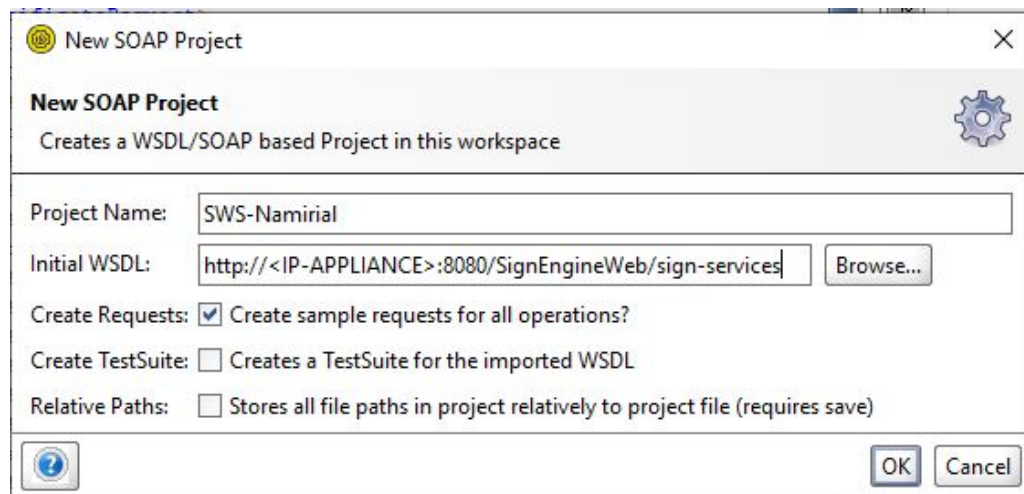 New SOAP Project
New SOAP Project
Creates a WSDL/SOAP based Project in this workspace
Project Name: SWS-Namirial
Initial WSDL: http://<IP-APPLIANCE>:8080/SignEngineWeb/sign-services Browse...
Create Requests: Create sample requests for all operations?
Create TestSuite: Creates a TestSuite for the imported WSDL
Relative Paths: Stores all file paths in project relatively to project file (requires save)
? OK Cancel